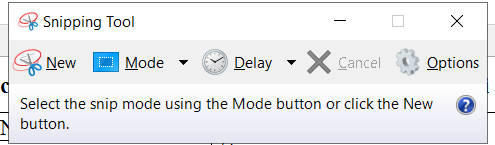 Snipping Tool
New Mode Delay Cancel Options
Select the snip mode using the Mode button or click the New
button.